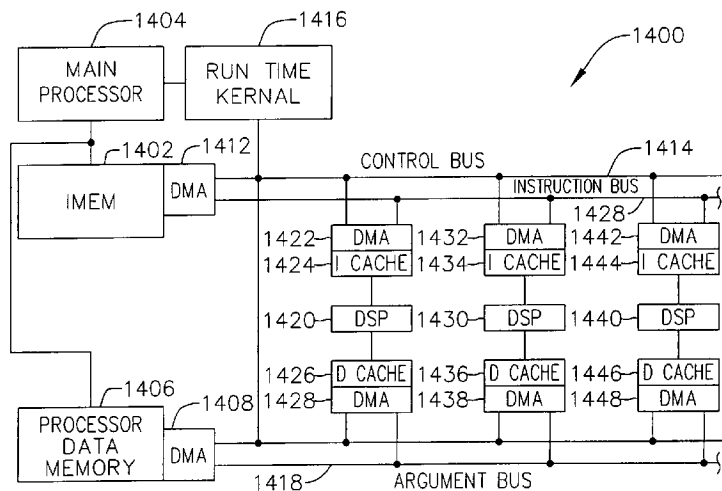 1404
1416
1400
MAIN
PROCESSOR
RUN TIME
KERNAL
1402
1412
CONTROL BUS
1414
IMEM
DMA
INSTRUCTION BUS
1428
1422
DMA
1432
DMA
1442
DMA
1424
I CACHE
1434
I CACHE
1444
I CACHE
1420
DSP
1430
DSP
1440
DSP
1406
1408
1426
D CACHE
1436
D CACHE
1446
D CACHE
1428
DMA
1438
DMA
1448
DMA
PROCESSOR
DATA
MEMORY
DMA
1418
ARGUMENT BUS